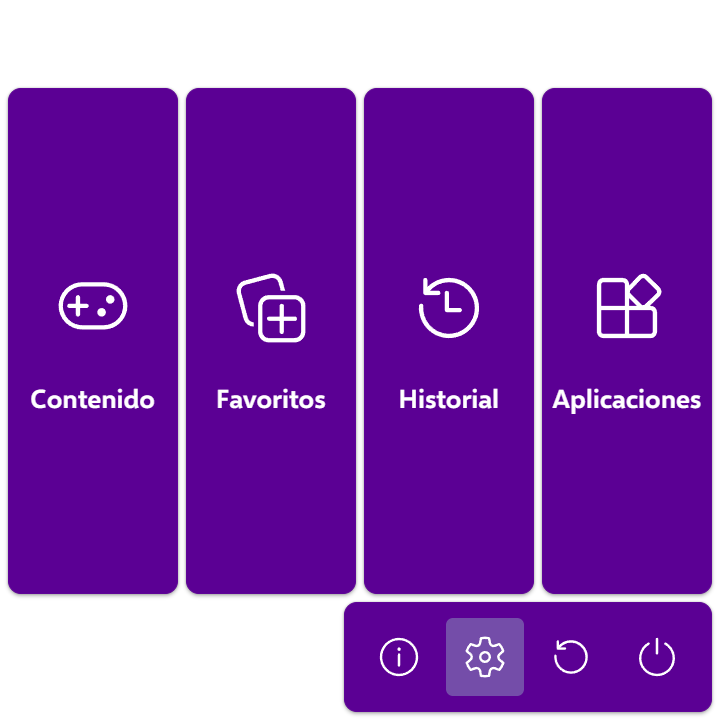 Contenido
Favoritos
Historial
Aplicaciones